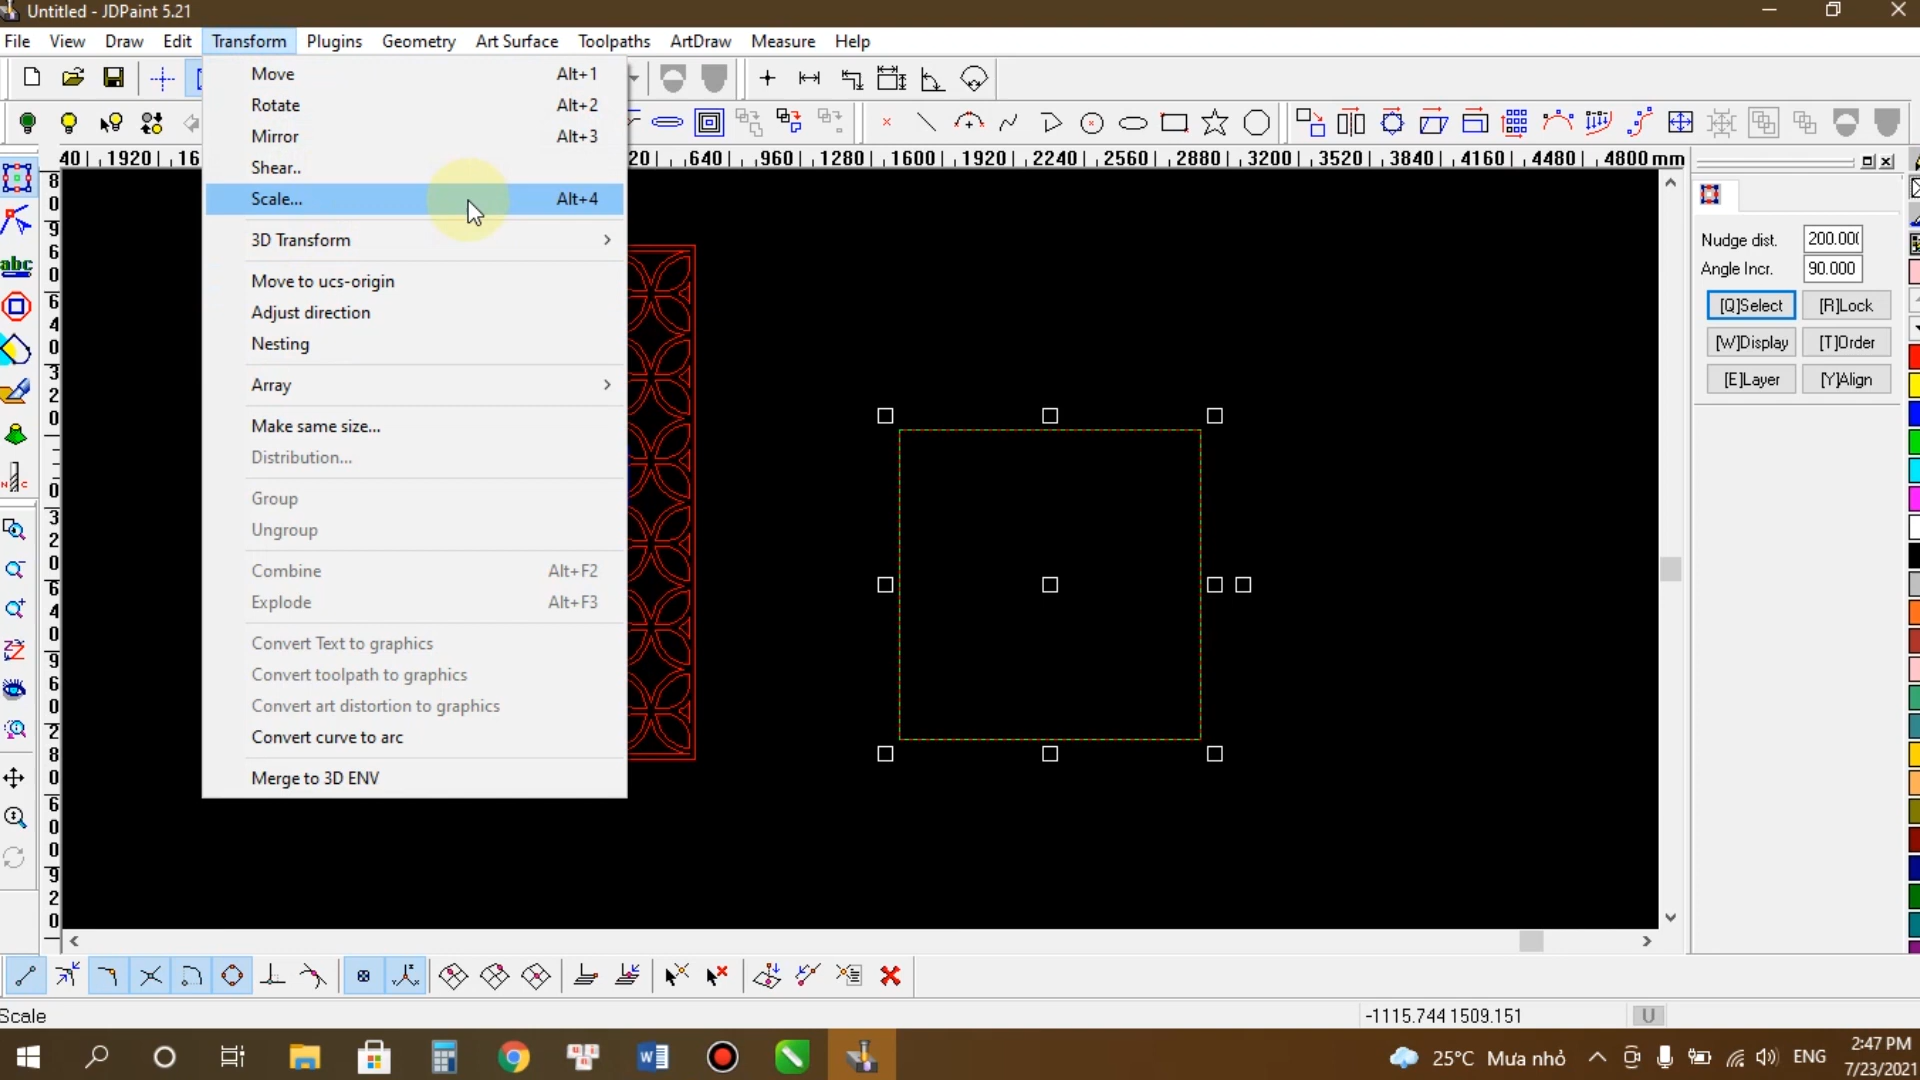 Untitled - JDPaint 5.21
File View Draw Edit Transform Plugins Geometry Art Surface Toolpaths ArtDraw Measure Help
Move Alt+1
Rotate Alt+2
Mirror Alt+3
Shear..
Scale... Alt+4
3D Transform
Move to ucs-origin
Adjust direction
Nesting
Array
Make same size...
Distribution...
Group
Ungroup
Combine Alt+F2
Explode Alt+F3
Convert Text to graphics
Convert toolpath to graphics
Convert art distortion to graphics
Convert curve to arc
Merge to 3D ENV
40 1920 16 20 640 960 1280 1600 1920 2240 2560 2880 3200 3520 3840 4160 4480 4800 mm
abc
Nudge dist. 200.00(
Angle Incr. 90.000
[Q]Select [R]Lock
[W]Display [T]Order
[E]Layer [Y]Align
Scale
-1115.744 1509.151
U
25°C Mưa nhỏ
ENG
2:47 PM
7/23/2021